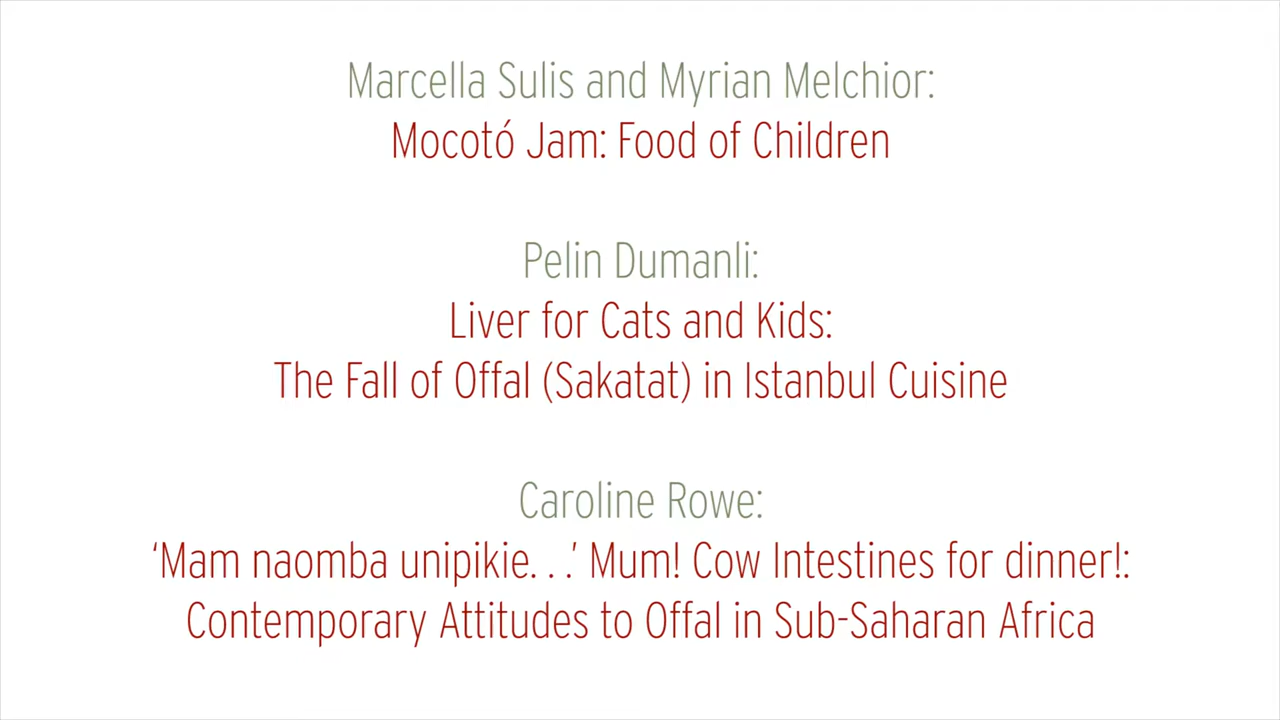 Marcella Sulis and Myrian Melchior:
Mocotó Jam: Food of Children
Pelin Dumanli:
Liver for Cats and Kids:
The Fall of Offal (Sakatat) in Istanbul Cuisine
Caroline Rowe:
‘Mam naomba unipikie. . .’ Mum! Cow Intestines for dinner!:
Contemporary Attitudes to Offal in Sub-Saharan Africa